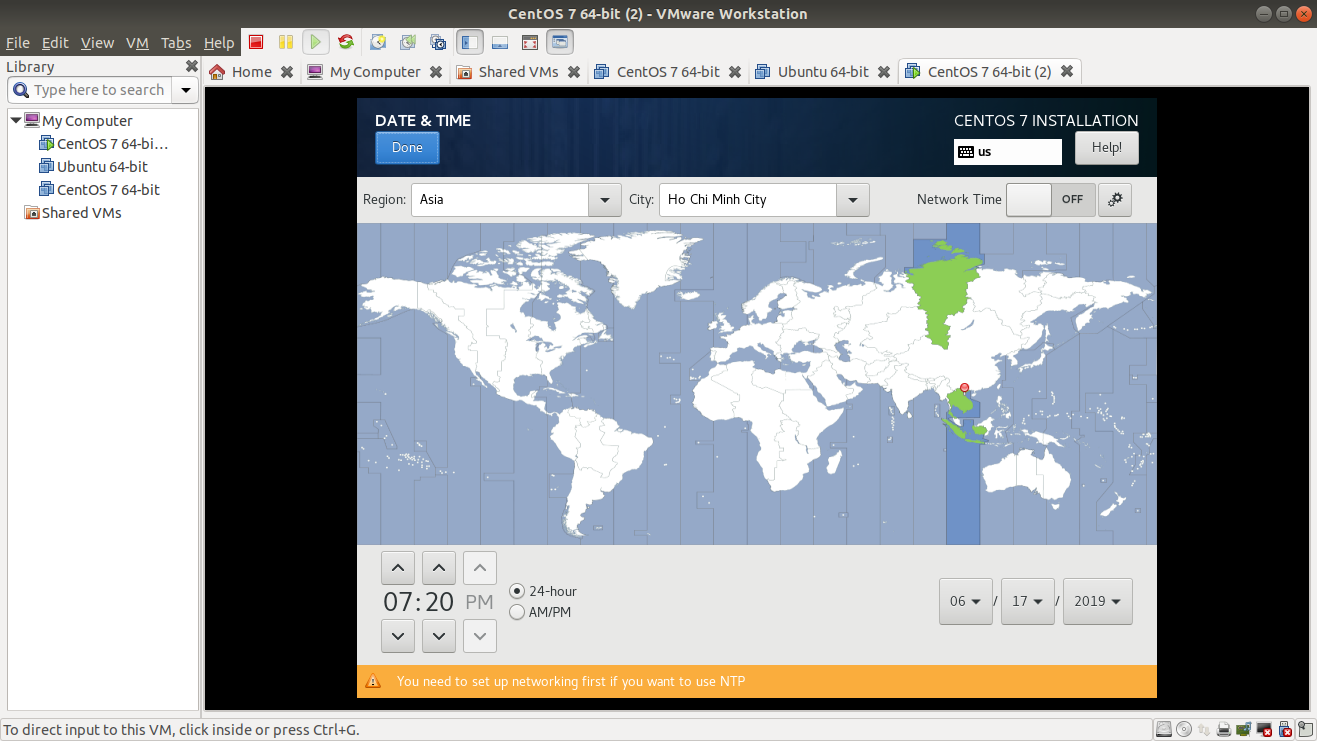 CentOS 7 64-bit (2) - VMware Workstation
File Edit View VM Tabs Help
Library
Home My Computer Shared VMs CentOS 7 64-bit Ubuntu 64-bit CentOS 7 64-bit (2)
Type here to search
My Computer
CentOS 7 64-bi...
Ubuntu 64-bit
CentOS 7 64-bit
Shared VMs
DATE & TIME
CENTOS 7 INSTALLATION
Done
us
Help!
Region: Asia City: Ho Chi Minh City Network Time OFF
07:20 PM
24-hour
AM/PM
06 / 17 / 2019
You need to set up networking first if you want to use NTP
To direct input to this VM, click inside or press Ctrl+G.